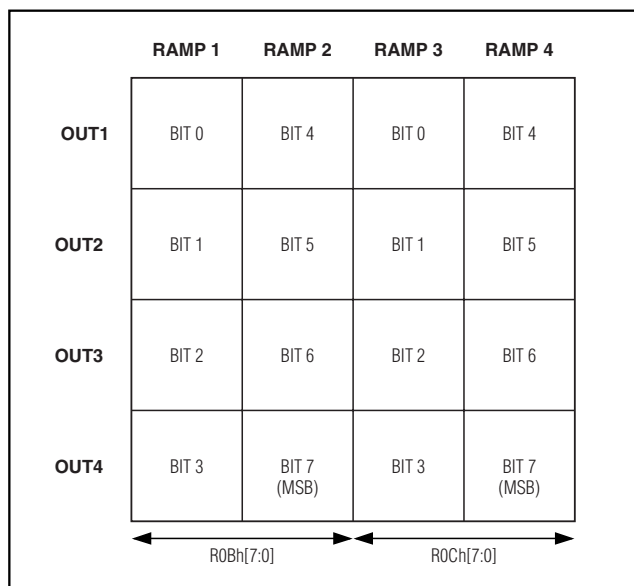 RAMP 1 RAMP 2 RAMP 3 RAMP 4
OUT1 BIT 0 BIT 4 BIT 0 BIT 4
OUT2 BIT 1 BIT 5 BIT 1 BIT 5
OUT3 BIT 2 BIT 6 BIT 2 BIT 6
OUT4 BIT 3 BIT 7 BIT 3 BIT 7
(MSB) (MSB)
R0Bh[7:0] R0Ch[7:0]